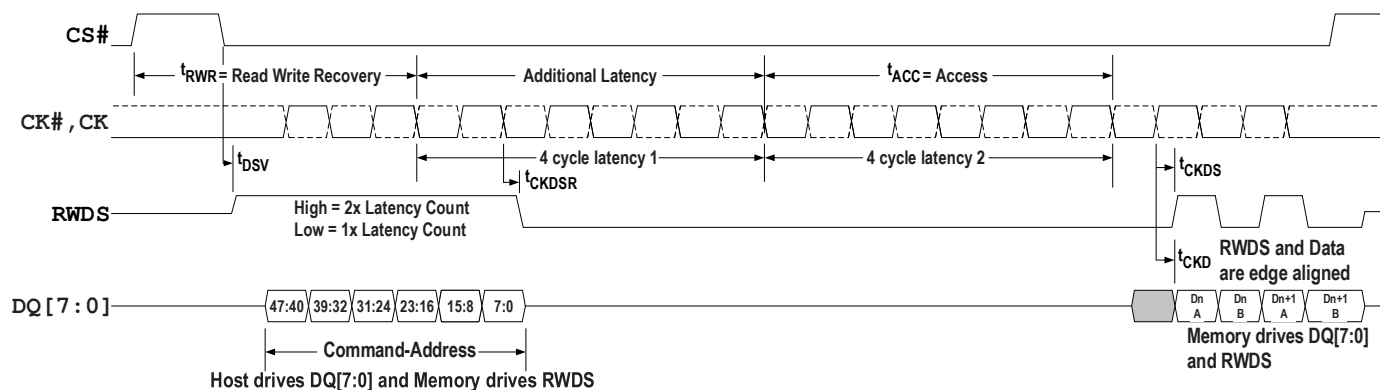 CS#
tRWR = Read Write Recovery
Additional Latency
tACC = Access
CK#,CK
tDSV
4 cycle latency 1
4 cycle latency 2
tCKDSR
tCKDS
RWDS
High = 2x Latency Count
Low = 1x Latency Count
tCKD
RWDS and Data
are edge aligned
DQ[7:0]
47:40 39:32 31:24 23:16 15:8 7:0
Dn A
Dn B
Dn+1 A
Dn+1 B
Command-Address
Memory drives DQ[7:0]
and RWDS
Host drives DQ[7:0] and Memory drives RWDS